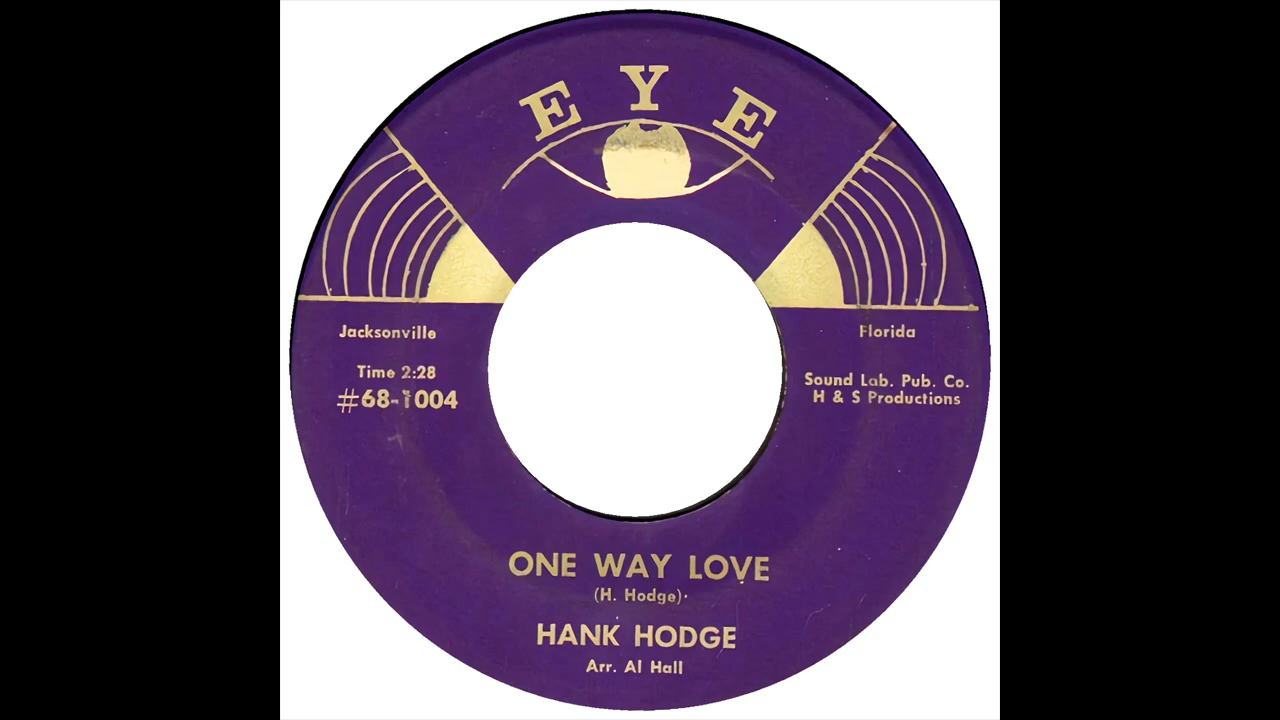 EYE
Jacksonville
Florida
Time 2:28
#68-1004
Sound Lab. Pub. Co.
H & S Productions
ONE WAY LOVE
(H. Hodge)
HANK HODGE
Arr. Al Hall